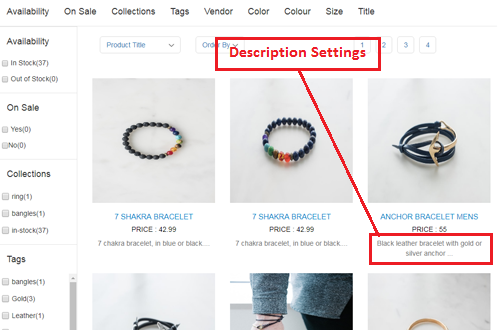 Availability On Sale Collections Tags Vendor Color Colour Size Title
Availability
In Stock(37)
Out of Stock(0)
On Sale
Yes(0)
No(0)
Collections
ring(1)
bangles(1)
in-stock(37)
Tags
bangles(1)
Gold(3)
Leather(1)
Product Title Order By 1 2 3 4
Description Settings
7 SHAKRA BRACELET
PRICE : 42.99
7 chakra bracelet, in blue or black....
7 SHAKRA BRACELET
PRICE : 42.99
7 chakra bracelet, in blue or black....
ANCHOR BRACELET MENS
PRICE : 55
Black leather bracelet with gold or
silver anchor ...